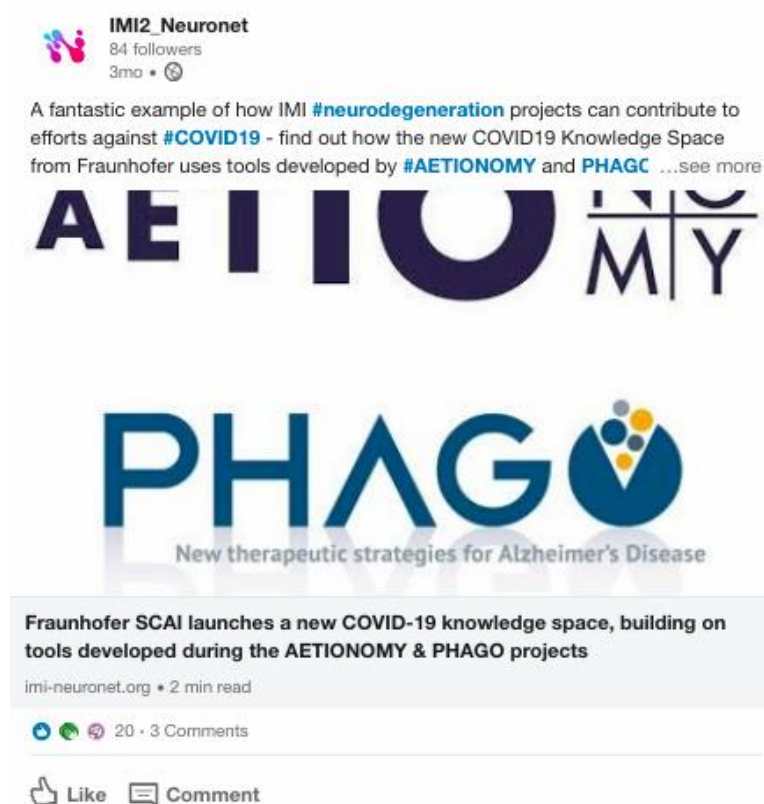 IMI2_Neuronet
84 followers
3mo •
A fantastic example of how IMI #neurodegeneration projects can contribute to
efforts against #COVID19 - find out how the new COVID19 Knowledge Space
from Fraunhofer uses tools developed by #AETIONOMY and PHAGO ...see more
AETIONOMY
PHAGO
New therapeutic strategies for Alzheimer's Disease
Fraunhofer SCAI launches a new COVID-19 knowledge space, building on
tools developed during the AETIONOMY & PHAGO projects
imi-neuronet.org • 2 min read
20 · 3 Comments
Like Comment